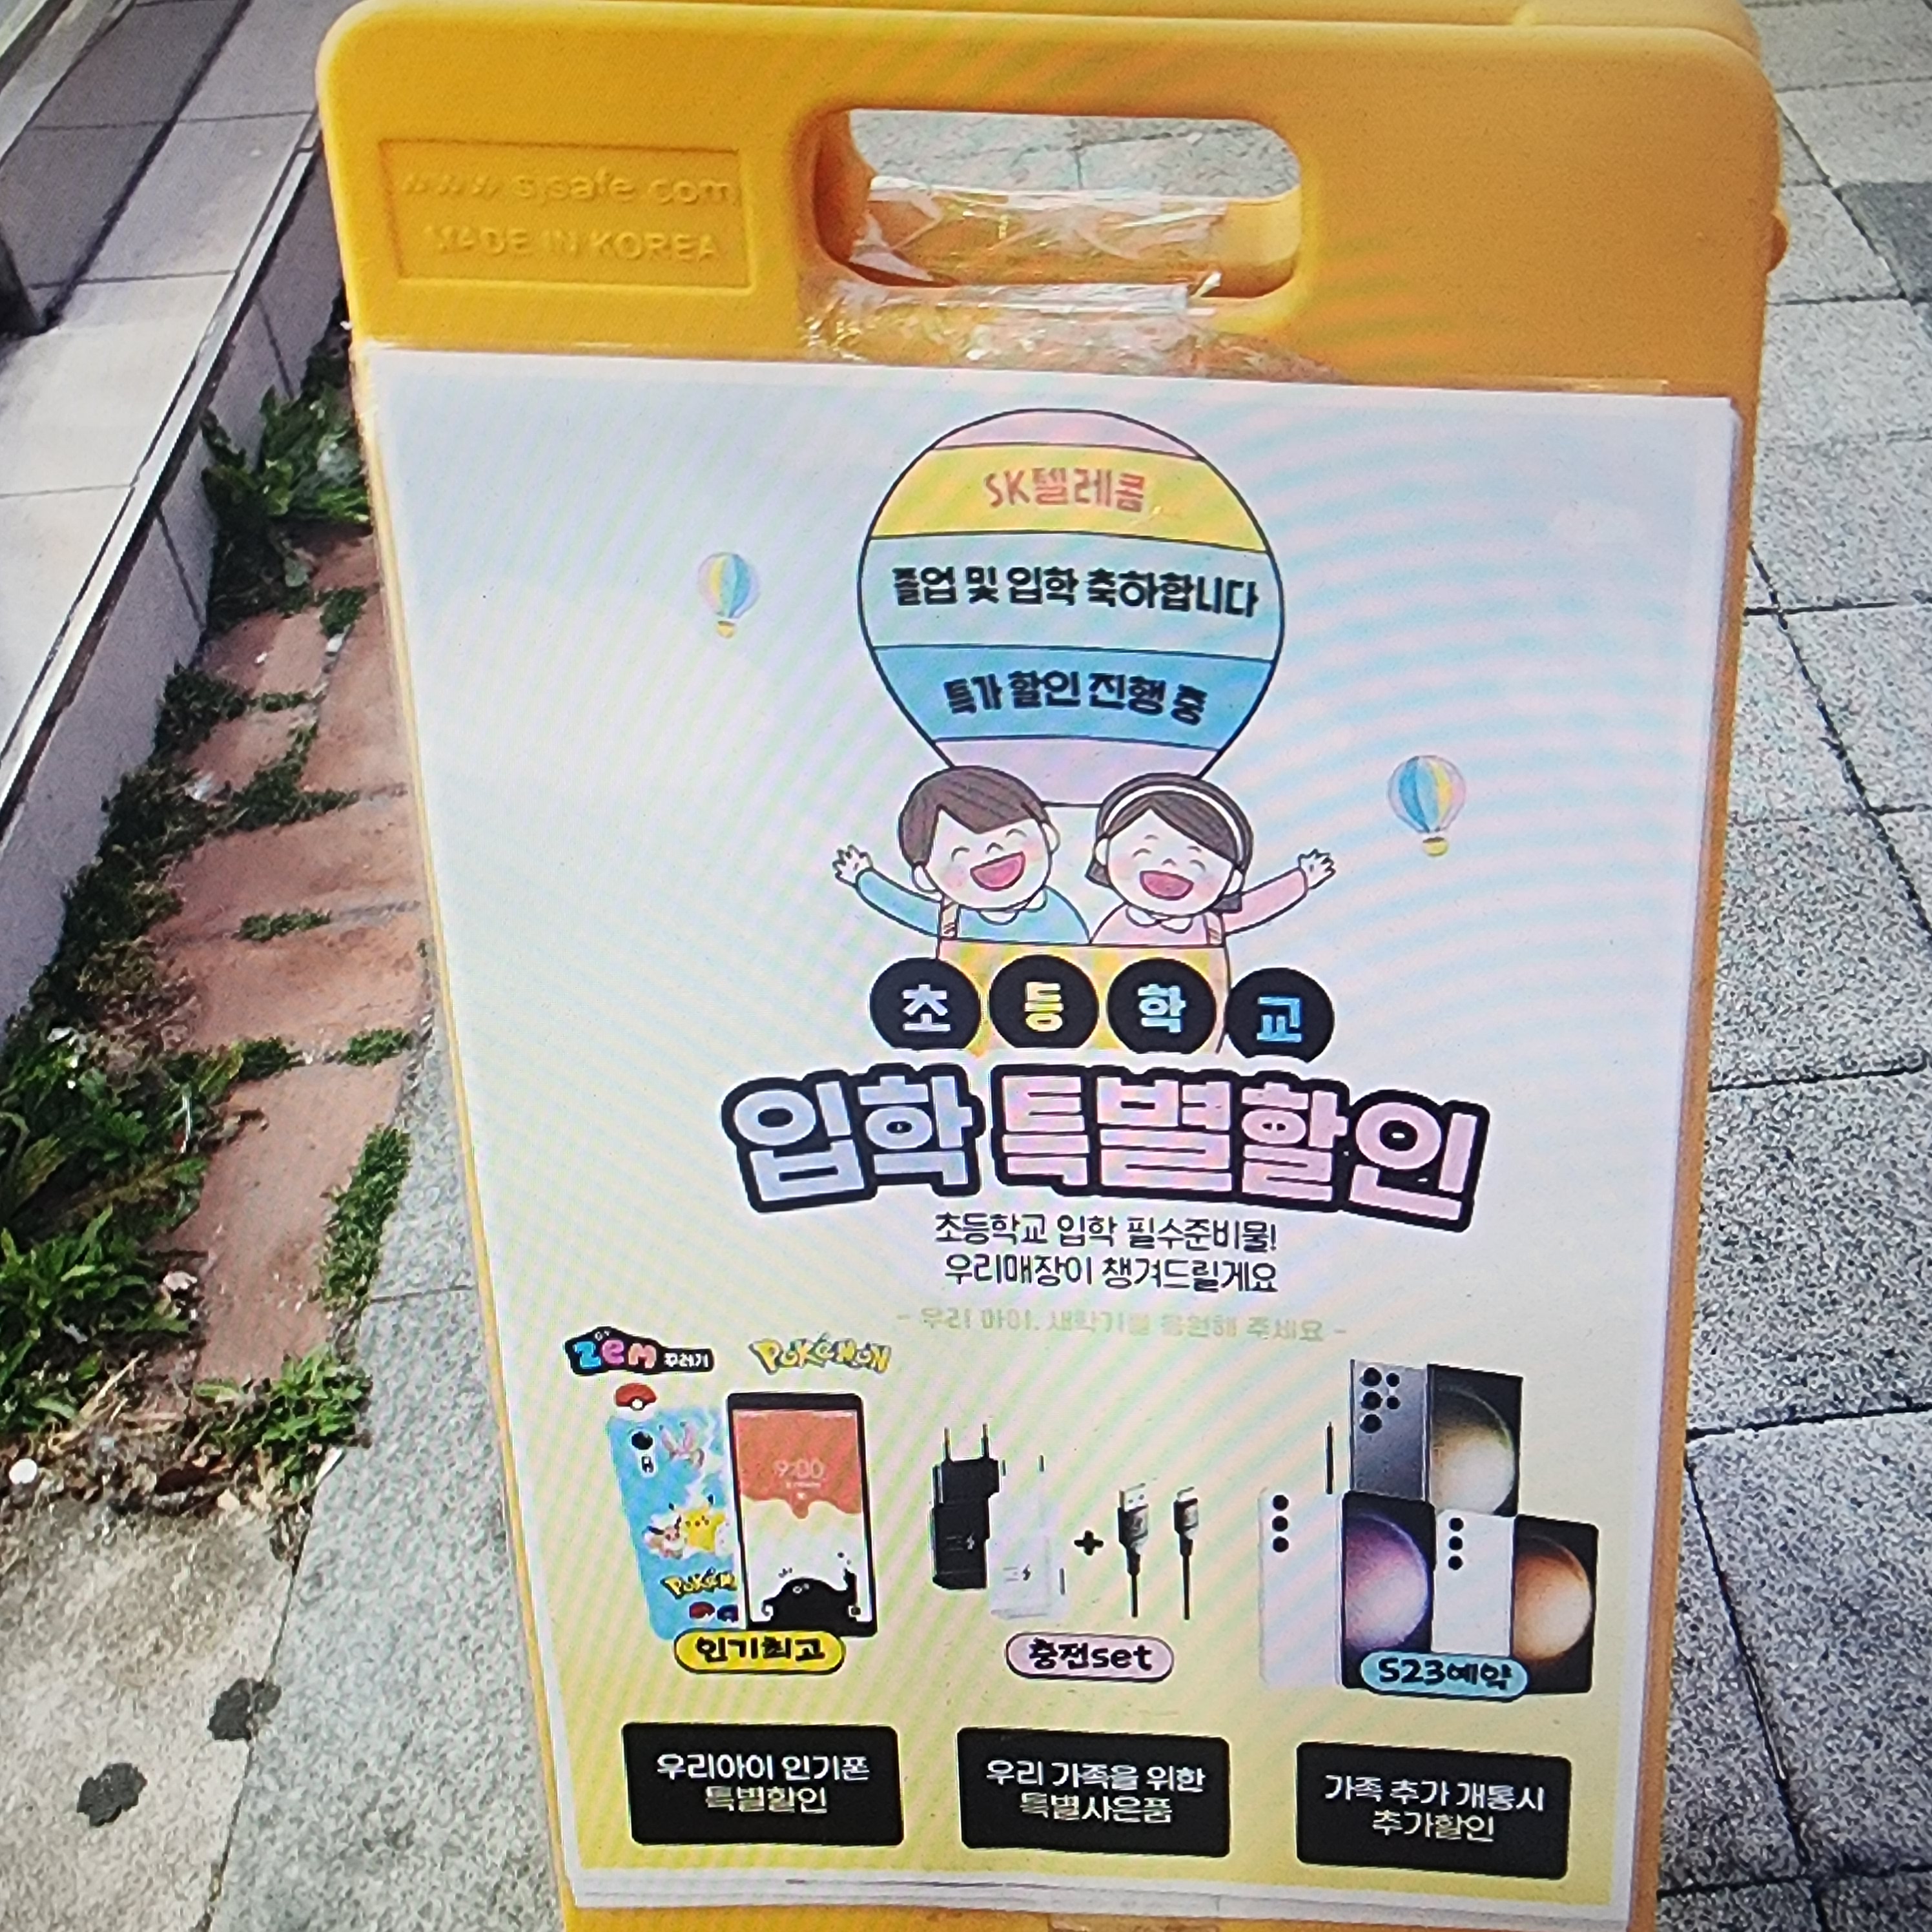 www.sjsafe.com
MADE IN KOREA
SK텔레콤
졸업 및 입학 축하합니다
특가 할인 진행 중
초등학교
입학 특별할인
초등학교 입학 필수준비물!
우리매장이 챙겨드릴게요
- 우리 아이, 새학기를 응원해 주세요 -
ZEM 꾸러기
POKéMON
9:00
POKéM
인기최고
충전set
S23예약
우리아이 인기폰
특별할인
우리 가족을 위한
특별사은품
가족 추가 개통시
추가할인